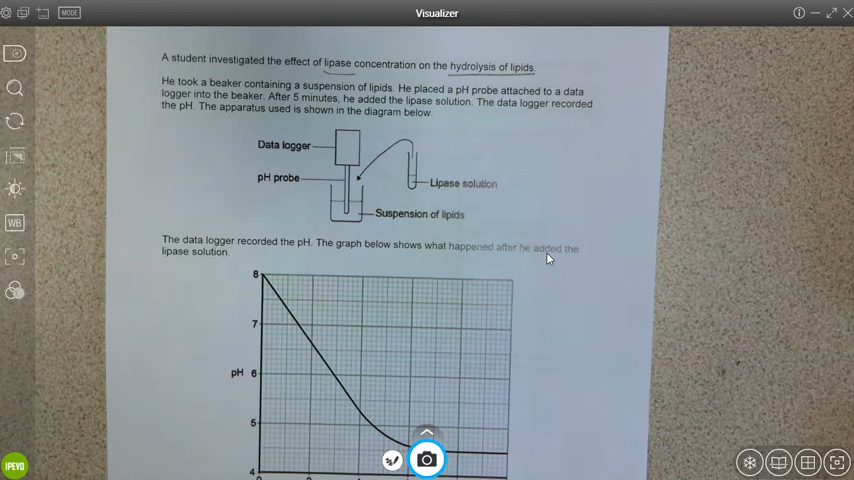 MODE
Visualizer
A student investigated the effect of lipase concentration on the hydrolysis of lipids.
He took a beaker containing a suspension of lipids. He placed a pH probe attached to a data
logger into the beaker. After 5 minutes, he added the lipase solution. The data logger recorded
the pH. The apparatus used is shown in the diagram below.
Data logger
pH probe
Lipase solution
Suspension of lipids
The data logger recorded the pH. The graph below shows what happened after he added the
lipase solution.
8
7
pH 6
5
4
WB
IPEVO